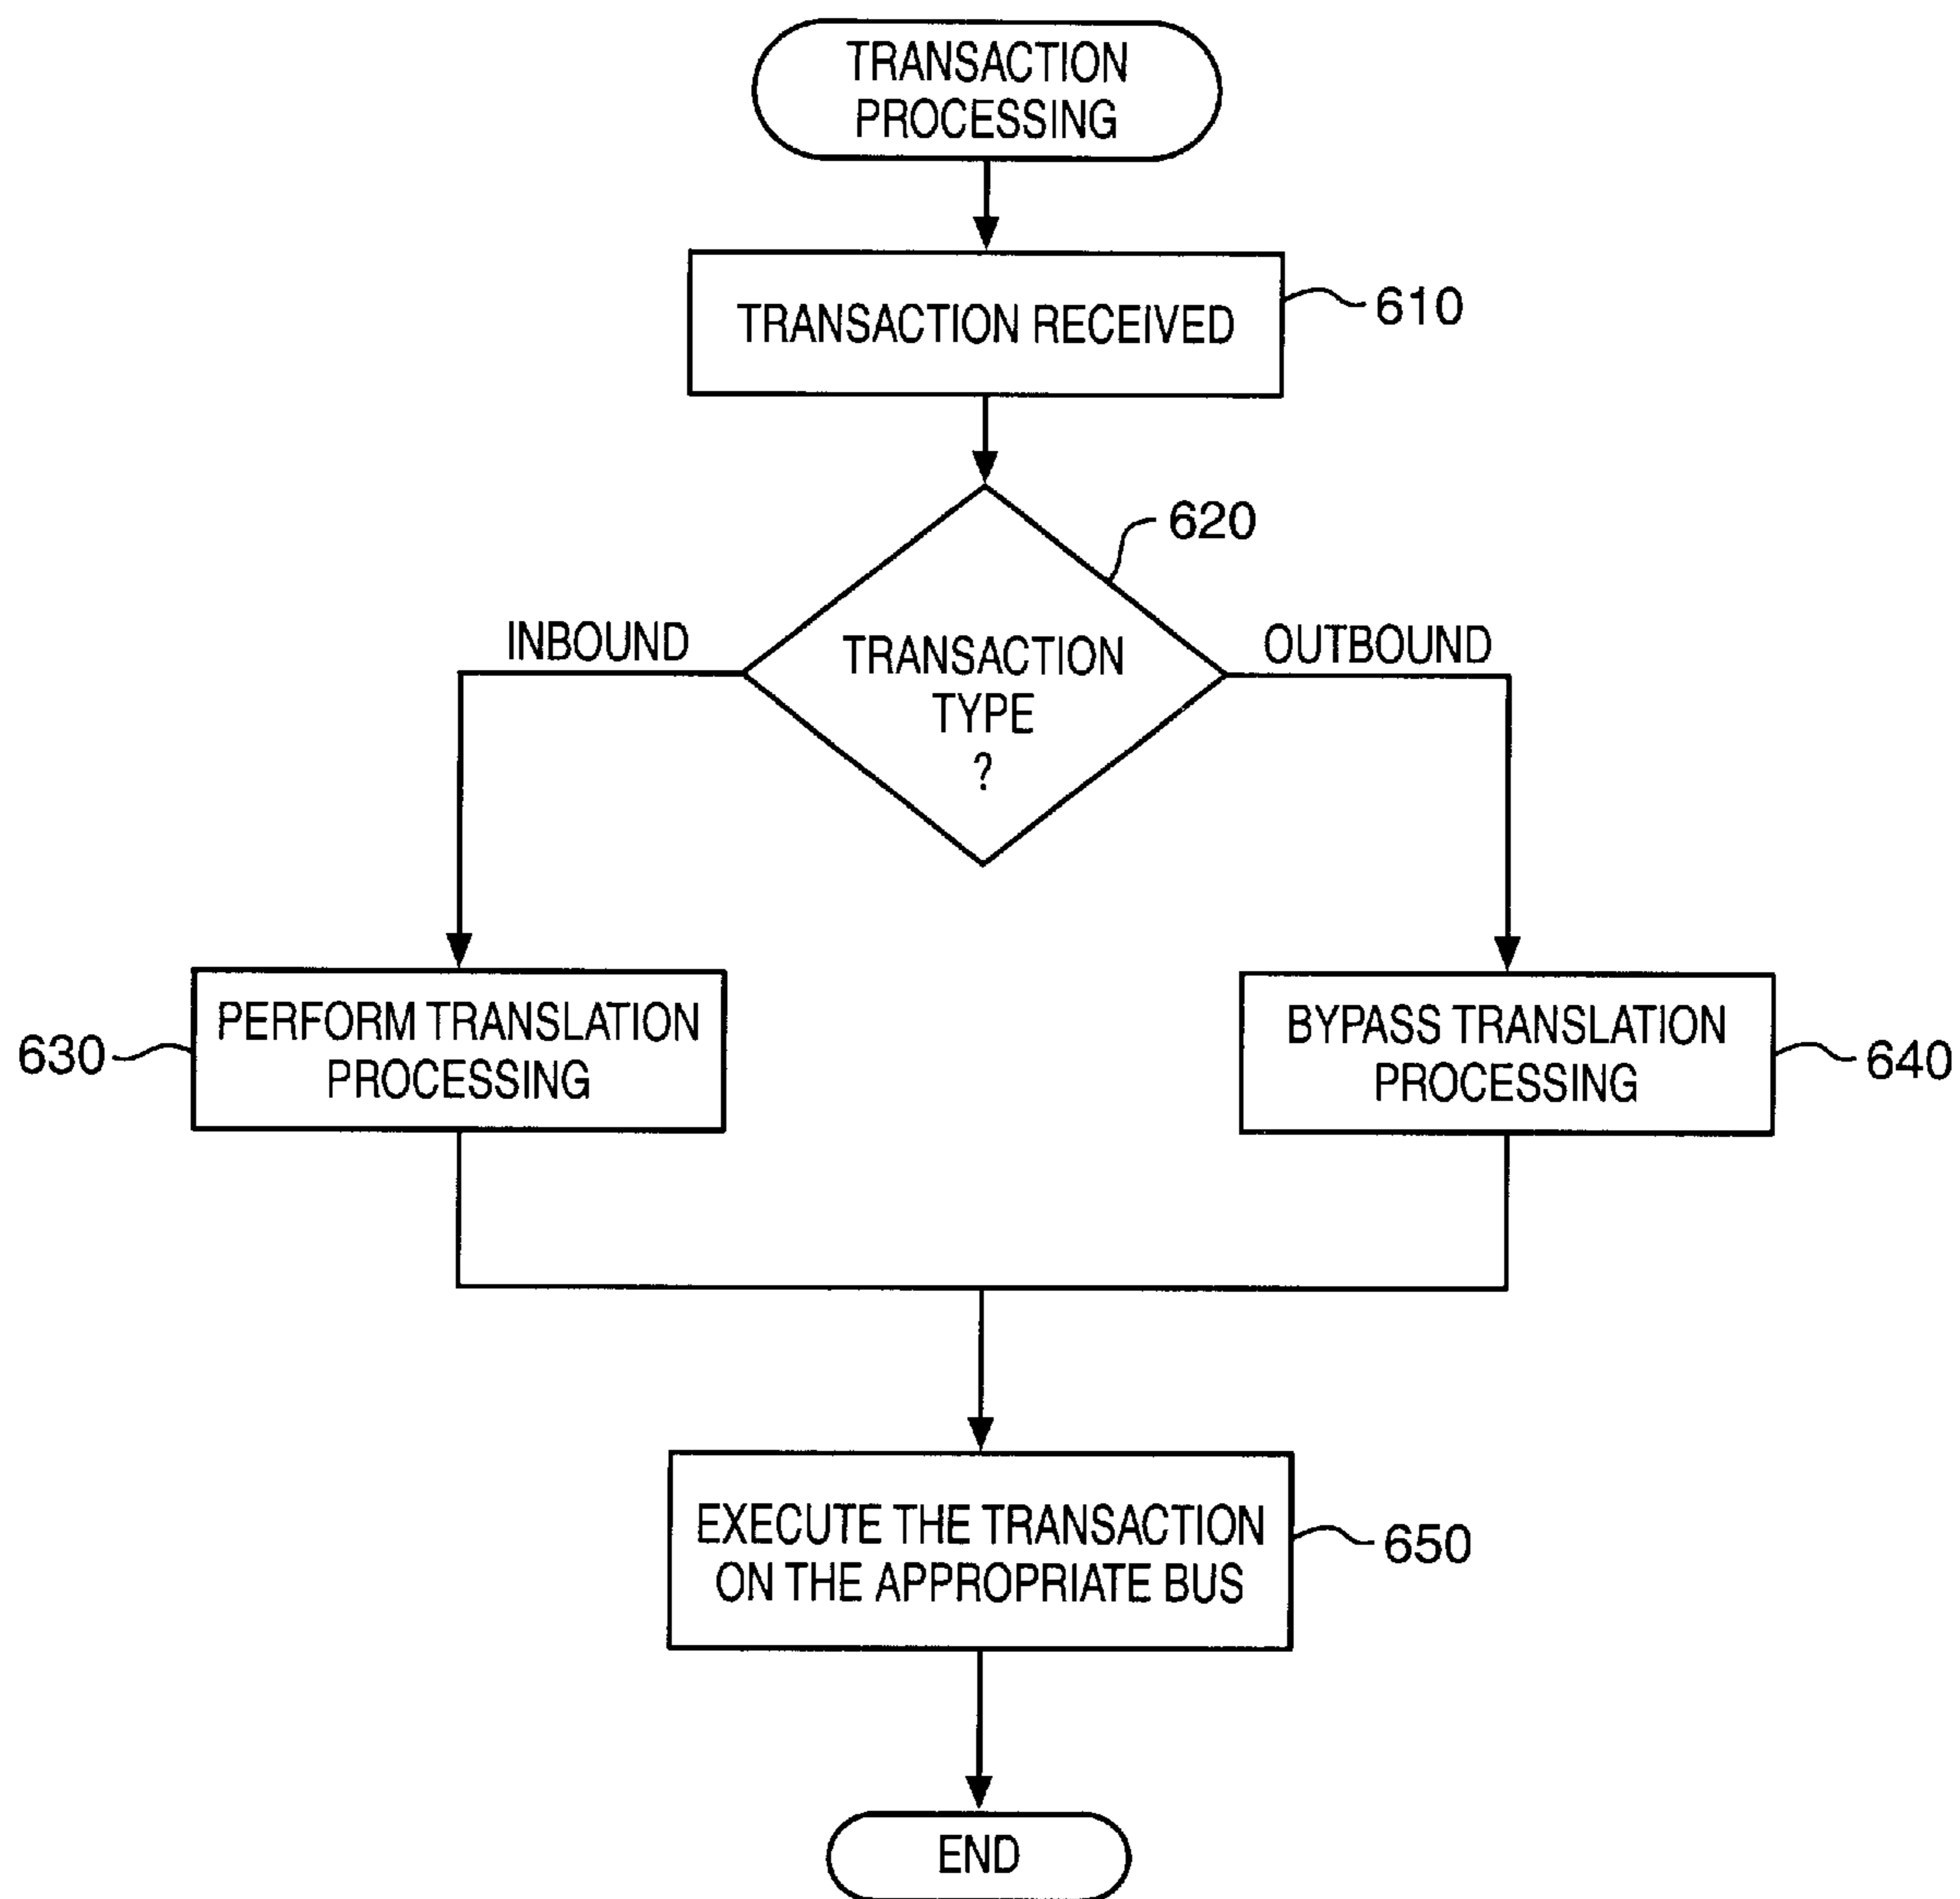 TRANSACTION
PROCESSING
TRANSACTION RECEIVED
610
620
INBOUND
TRANSACTION
TYPE
?
OUTBOUND
630
PERFORM TRANSLATION
PROCESSING
BYPASS TRANSLATION
PROCESSING
640
EXECUTE THE TRANSACTION
ON THE APPROPRIATE BUS
650
END